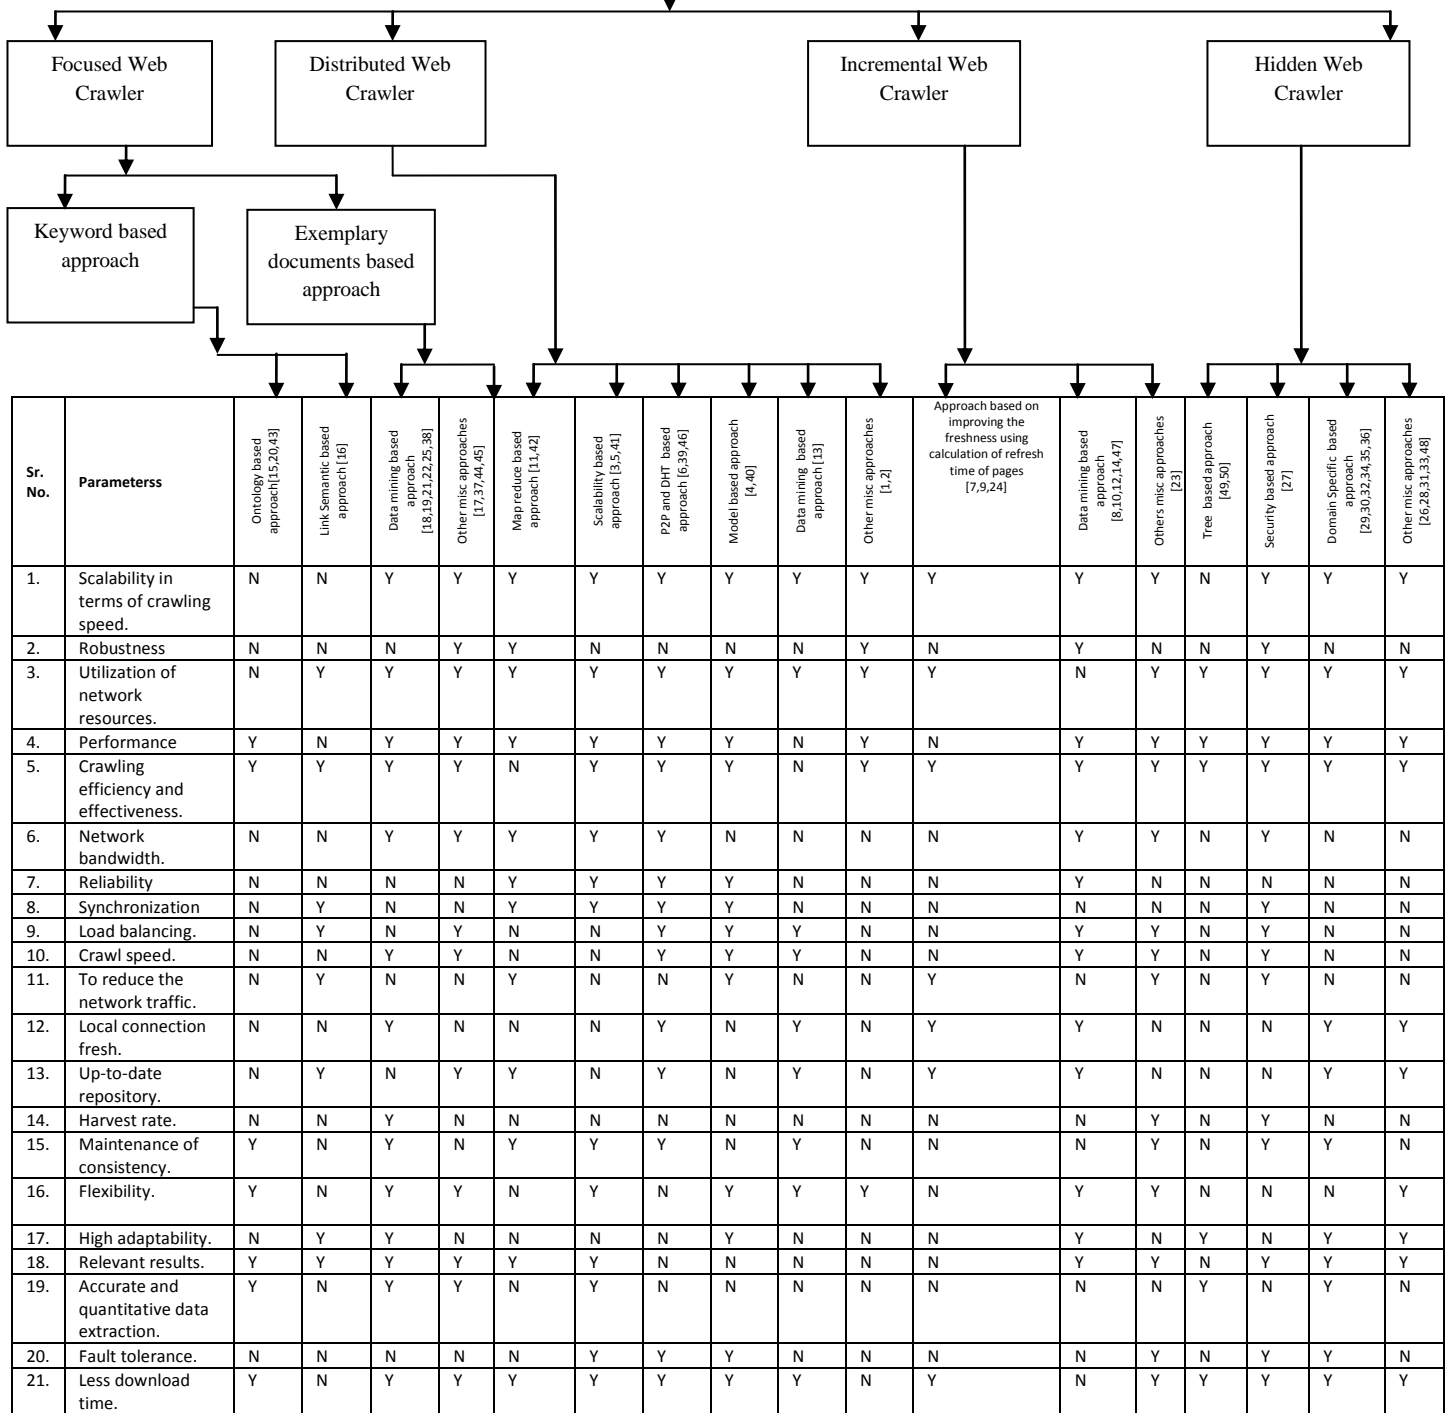 Focused Web
Crawler
Distributed Web
Crawler
Incremental Web
Crawler
Hidden Web
Crawler
Keyword based
approach
Exemplary
documents based
approach
Sr.
No.
Parameterss
Ontology based
approach[15,20,43]
Link Semantic based
approach [16]
Data mining based
approach
[18,19,21,22,25,38]
Other misc approaches
[17,37,44,45]
Map reduce based
approach [11,42]
Scalability based
approach [3,5,41]
P2P and DHT based
approach [6,39,46]
Model based approach
[4,40]
Data mining based
approach [13]
Other misc approaches
[1,2]
Approach based on
improving the
freshness using
calculation of refresh
time of pages
[7,9,24]
Data mining based
approach
[8,10,12,14,47]
Others misc approaches
[23]
Tree based approach
[49,50]
Security based approach
[27]
Domain Specific based
approach
[29,30,32,34,35,36]
Other misc approaches
[26,28,31,33,48]
1. Scalability in N N Y Y Y Y Y Y Y Y Y Y Y N Y Y Y
terms of crawling
speed.
2. Robustness N N N Y Y N N N N Y N Y N N Y N N
3. Utilization of N Y Y Y Y Y Y Y Y Y Y N Y Y Y Y Y
network
resources.
4. Performance Y N Y Y Y Y Y Y N Y N Y Y Y Y Y Y
5. Crawling Y Y Y Y N Y Y Y N Y Y Y Y Y Y Y Y
efficiency and
effectiveness.
6. Network N N Y Y Y Y Y N N N N Y Y N Y N N
bandwidth.
7. Reliability N N N N Y Y Y Y N N N Y N N N N N
8. Synchronization N Y N N Y Y Y Y N N N N N N Y N N
9. Load balancing. N Y N Y N N Y Y Y N N Y Y N Y N N
10. Crawl speed. N N Y Y N N Y Y Y N N Y Y N Y N N
11. To reduce the N Y N N Y N N Y N N Y N Y N Y N N
network traffic.
12. Local connection N N Y N N N Y N Y N Y Y N N N Y Y
fresh.
13. Up-to-date N Y N Y Y N Y N Y N Y Y N N N Y Y
repository.
14. Harvest rate. N N Y N N N N N N N N N Y N Y N N
15. Maintenance of Y N Y N Y Y Y N Y N N N Y N Y Y N
consistency.
16. Flexibility. Y N Y Y N Y N Y Y Y N Y Y N N N Y
17. High adaptability. N Y Y N N N N Y N N N Y N Y N Y Y
18. Relevant results. Y Y Y Y Y Y N N N N N Y Y N Y Y Y
19. Accurate and Y N Y Y N Y N N N N N N N Y N Y N
quantitative data
extraction.
20. Fault tolerance. N N N N N Y Y Y N N N N Y N Y Y N
21. Less download Y N Y Y Y Y Y Y Y N Y N Y Y Y Y Y
time.